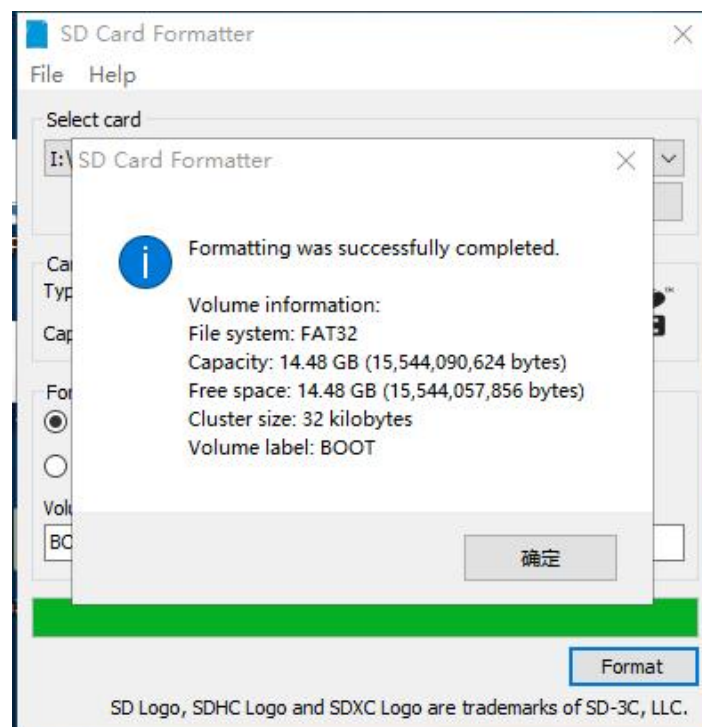 SD Card Formatter
File Help
Select card
I:\
SD Card Formatter
Formatting was successfully completed.
Volume information:
File system: FAT32
Capacity: 14.48 GB (15,544,090,624 bytes)
Free space: 14.48 GB (15,544,057,856 bytes)
Cluster size: 32 kilobytes
Volume label: BOOT
确定
Format
SD Logo, SDHC Logo and SDXC Logo are trademarks of SD-3C, LLC.